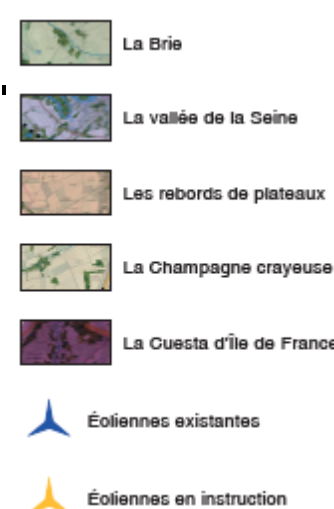 La Brie
La vallée de la Seine
Les rebords de plateaux
La Champagne crayeuse
La Cuesta d'Île de France
Éoliennes existantes
Éoliennes en instruction